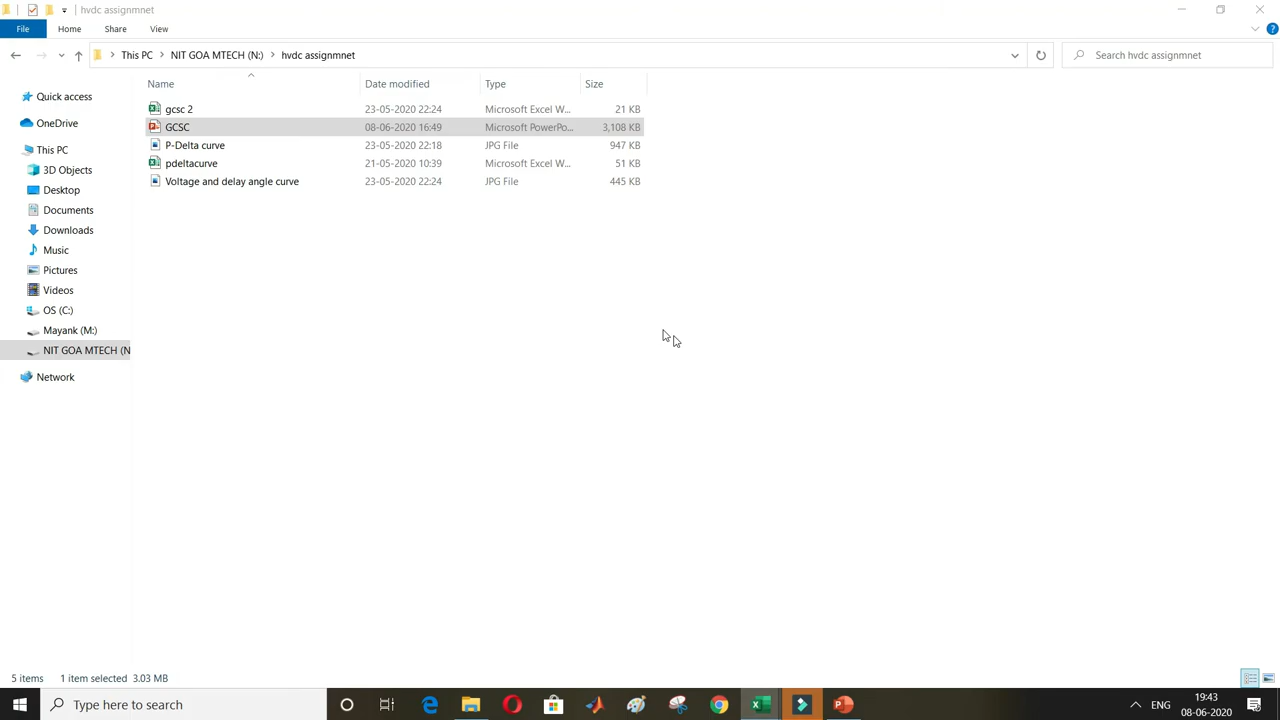 hvdc assignmnet
File Home Share View
This PC NIT GOA MTECH (N:) hvdc assignmnet Search hvdc assignmnet
Name Date modified Type Size
Quick access
OneDrive
This PC
3D Objects
Desktop
Documents
Downloads
Music
Pictures
Videos
OS (C:)
Mayank (M:)
NIT GOA MTECH (N
Network
gcsc 2 23-05-2020 22:24 Microsoft Excel W... 21 KB
GCSC 08-06-2020 16:49 Microsoft PowerPo... 3,108 KB
P-Delta curve 23-05-2020 22:18 JPG File 947 KB
pdeltacurve 21-05-2020 10:39 Microsoft Excel W... 51 KB
Voltage and delay angle curve 23-05-2020 22:24 JPG File 445 KB
5 items 1 item selected 3.03 MB
Type here to search
ENG
19:43
08-06-2020